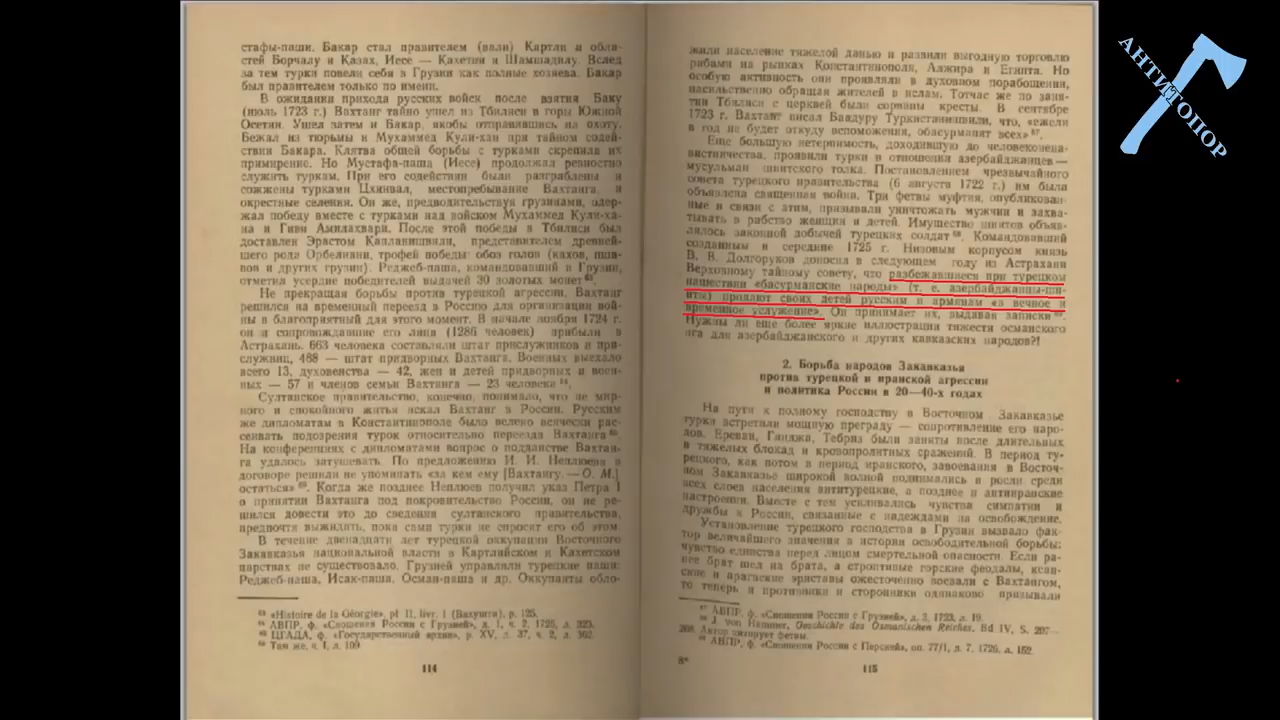 стафы-паши. Бакар стал правителем (вали) Картли и обла-
стей Борчалу и Казах, Иессе — Кахетии и Шамшадилу. Вслед
за тем турки повели себя в Грузии как полные хозяева. Бакар
был правителем только по имени.
В ожидании прихода русских войск после взятия Баку
(июль 1723 г.) Вахтанг тайно ушел из Тбилиси в горы Южной
Осетии. Ушел затем и Бакар, якобы отправившись на охоту.
Бежал из тюрьмы и Мухаммед Кули-хан при тайном содей-
ствии Бакара. Клятва общей борьбы с турками скрепила их
примирение. Но Мустафа-паша (Иессе) продолжал ревностно
служить туркам. При его содействии были разграблены и
сожжены турками Цхинвал, местопребывание Вахтанга, и
окрестные селения. Он же, предводительствуя грузинами, одер-
жал победу вместе с турками над войском Мухаммед Кули-ха-
на и Гиви Амилахвари. После этой победы в Тбилиси был
доставлен Эрастом Капланишвили, представителем древней-
шего рода Орбелиани, трофей победы: обоз голов (кахов, пша-
вов и других грузин). Реджеб-паша, командовавший в Грузии,
отметил усердие победителей выдачей 30 золотых монет⁶³.
Не прекращая борьбы против турецкой агрессии, Вахтанг
решился на временный переезд в Россию для организации вой-
ны в благоприятный для этого момент. В начале ноября 1724 г.
он и сопровождавшие его лица (1286 человек) прибыли в
Астрахань. 663 человека составляли штат прислужников и при-
служниц, 488 — штат придворных Вахтанга. Военных выехало
всего 13, духовенства — 42, жен и детей придворных и воен-
ных — 57 и членов семьи Вахтанга — 23 человека⁶⁴.
Султанское правительство, конечно, понимало, что не мир-
ного и спокойного житья искал Вахтанг в России. Русским
же дипломатам в Константинополе было велено всячески рас-
сеивать подозрения турок относительно переезда Вахтанга⁶⁵.
На конференциях с дипломатами вопрос о подданстве Вахтан-
га удалось затушевать. По предложению И. И. Неплюева в
договоре решили не упоминать «за кем ему [Вахтангу. — О. М.]
остаться»⁶⁶. Когда же позднее Неплюев получил указ Петра I
о принятии Вахтанга под покровительство России, он не ре-
шился довести это до сведения султанского правительства,
предпочтя выжидать, пока сами турки не спросят его об этом.
В течение двенадцати лет турецкой оккупации Восточного
Закавказья национальной власти в Картлийском и Кахетском
царствах не существовало. Грузией управляли турецкие паши:
Реджеб-паша, Исак-паша, Осман-паша и др. Оккупанты обло-
⁶³ «Histoire de la Géorgie», pt II, livr. I (Вахушти), p. 125.
⁶⁴ АВПР, ф. «Сношения России с Грузией», д. 1, ч. 2, 1725, л. 325.
⁶⁵ ЦГАДА, ф. «Государственный архив», р. XV, д. 37, ч. 2, л. 362.
⁶⁶ Там же, ч. I, л. 109
114
жили население тяжелой данью и развили выгодную торговлю
рабами на рынках Константинополя, Алжира и Египта. Но
особую активность они проявляли в духовном порабощении,
насильственно обращая жителей в ислам. Тотчас же по заня-
тии Тбилиси с церквей были сорваны кресты. В сентябре
1723 г. Вахтанг писал Баадуру Туркистанишвили, что, «ежели
в год не будет откуду вспоможения, обасурманят всех»⁶⁷.
Еще большую нетерпимость, доходившую до человеконена-
вистничества, проявили турки в отношении азербайджанцев —
мусульман шиитского толка. Постановлением чрезвычайного
совета турецкого правительства (6 августа 1722 г.) им была
объявлена священная война. Три фетвы муфтия, опубликован-
ные в связи с этим, призывали уничтожать мужчин и захва-
тывать в рабство женщин и детей. Имущество шиитов объяв-
лялось законной добычей турецких солдат⁶⁸. Командовавший
созданным в середине 1725 г. Низовым корпусом князь
В. В. Долгоруков доносил в следующем году из Астрахани
Верховному тайному совету, что разбежавшиеся при турецком
нашествии «басурманские народы» (т. е. азербайджанцы-ши-
иты) продают своих детей русским и армянам «в вечное и
временное услужение». Он принимает их, выдавая записки⁶⁹.
Нужны ли еще более яркие иллюстрации тяжести османского
ига для азербайджанского и других кавказских народов?!
2. Борьба народов Закавказья
против турецкой и иранской агрессии
и политика России в 20—40-х годах
На пути к полному господству в Восточном Закавказье
турки встретили мощную преграду — сопротивление его наро-
дов. Ереван, Гянджа, Тебриз были заняты после длительных
и тяжелых блокад и кровопролитных сражений. В период ту-
рецкого, как потом в период иранского, завоевания в Восточ-
ном Закавказье широкой волной поднимались и росли среди
всех слоев населения антитурецкие, а позднее и антииранские
настроения. Вместе с тем усиливались чувства симпатии и
дружбы к России, связанные с надеждами на освобождение.
Установление турецкого господства в Грузии вызвало фак-
тор величайшего значения в истории освободительной борьбы:
чувство единства перед лицом смертельной опасности. Если ра-
нее брат шел на брата, а строптивые горские феодалы, ксан-
ские и арагвские эриставы ожесточенно воевали с Вахтангом,
то теперь и противники и сторонники одинаково призывали
⁶⁷ АВПР, ф. «Сношения России с Грузией», д. 3, 1723, л. 19.
⁶⁸ J. von Hammer, Geschichte des Osmanischen Reiches, Bd IV, S. 207—
208. Автор цитирует фетвы.
⁶⁹ АВПР, ф. «Сношения России с Персией», оп. 77/1, д. 7, 1726, л. 152.
8*
115
АНТИТОПОР